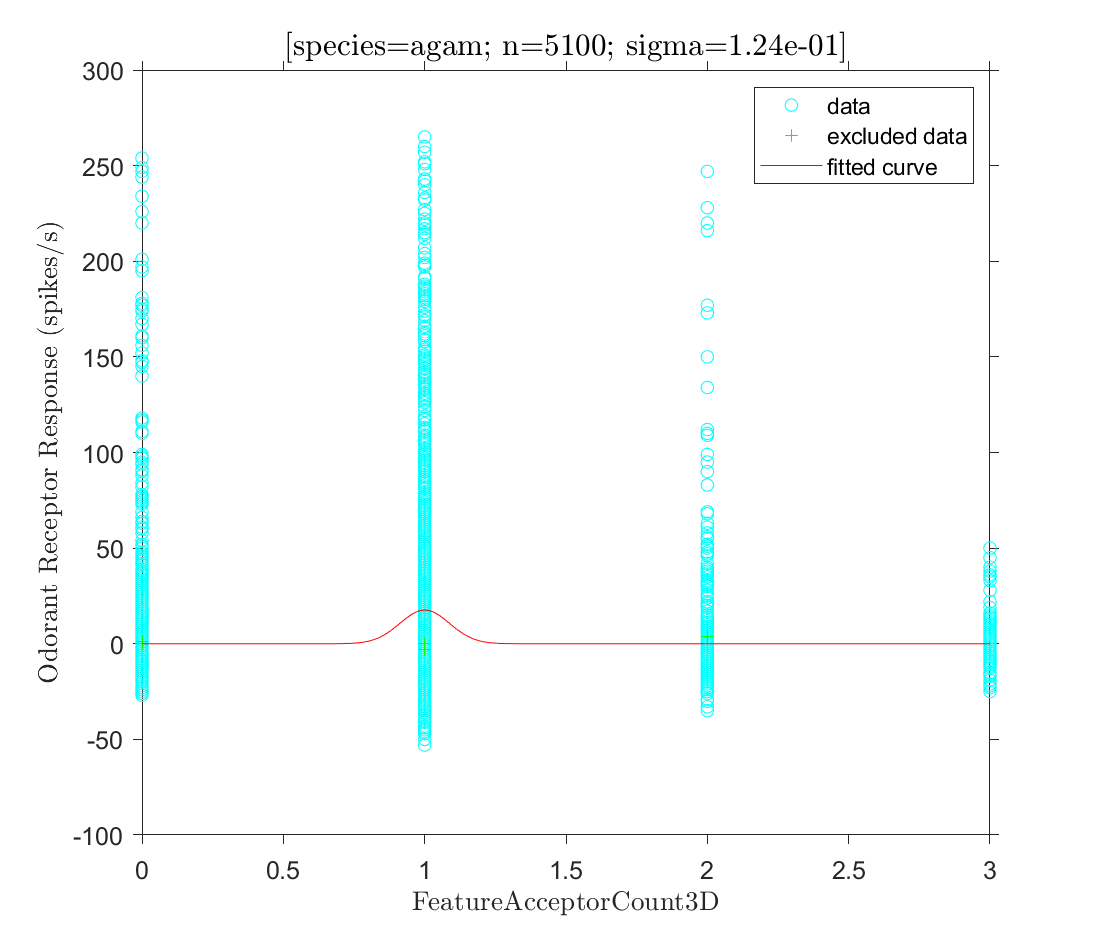 [species=agam; n=5100; sigma=1.24e-01]
300
250
200
150
100
50
0
-50
-100
Odorant Receptor Response (spikes/s)
data
excluded data
fitted curve
0 0.5 1 1.5 2 2.5 3
FeatureAcceptorCount3D